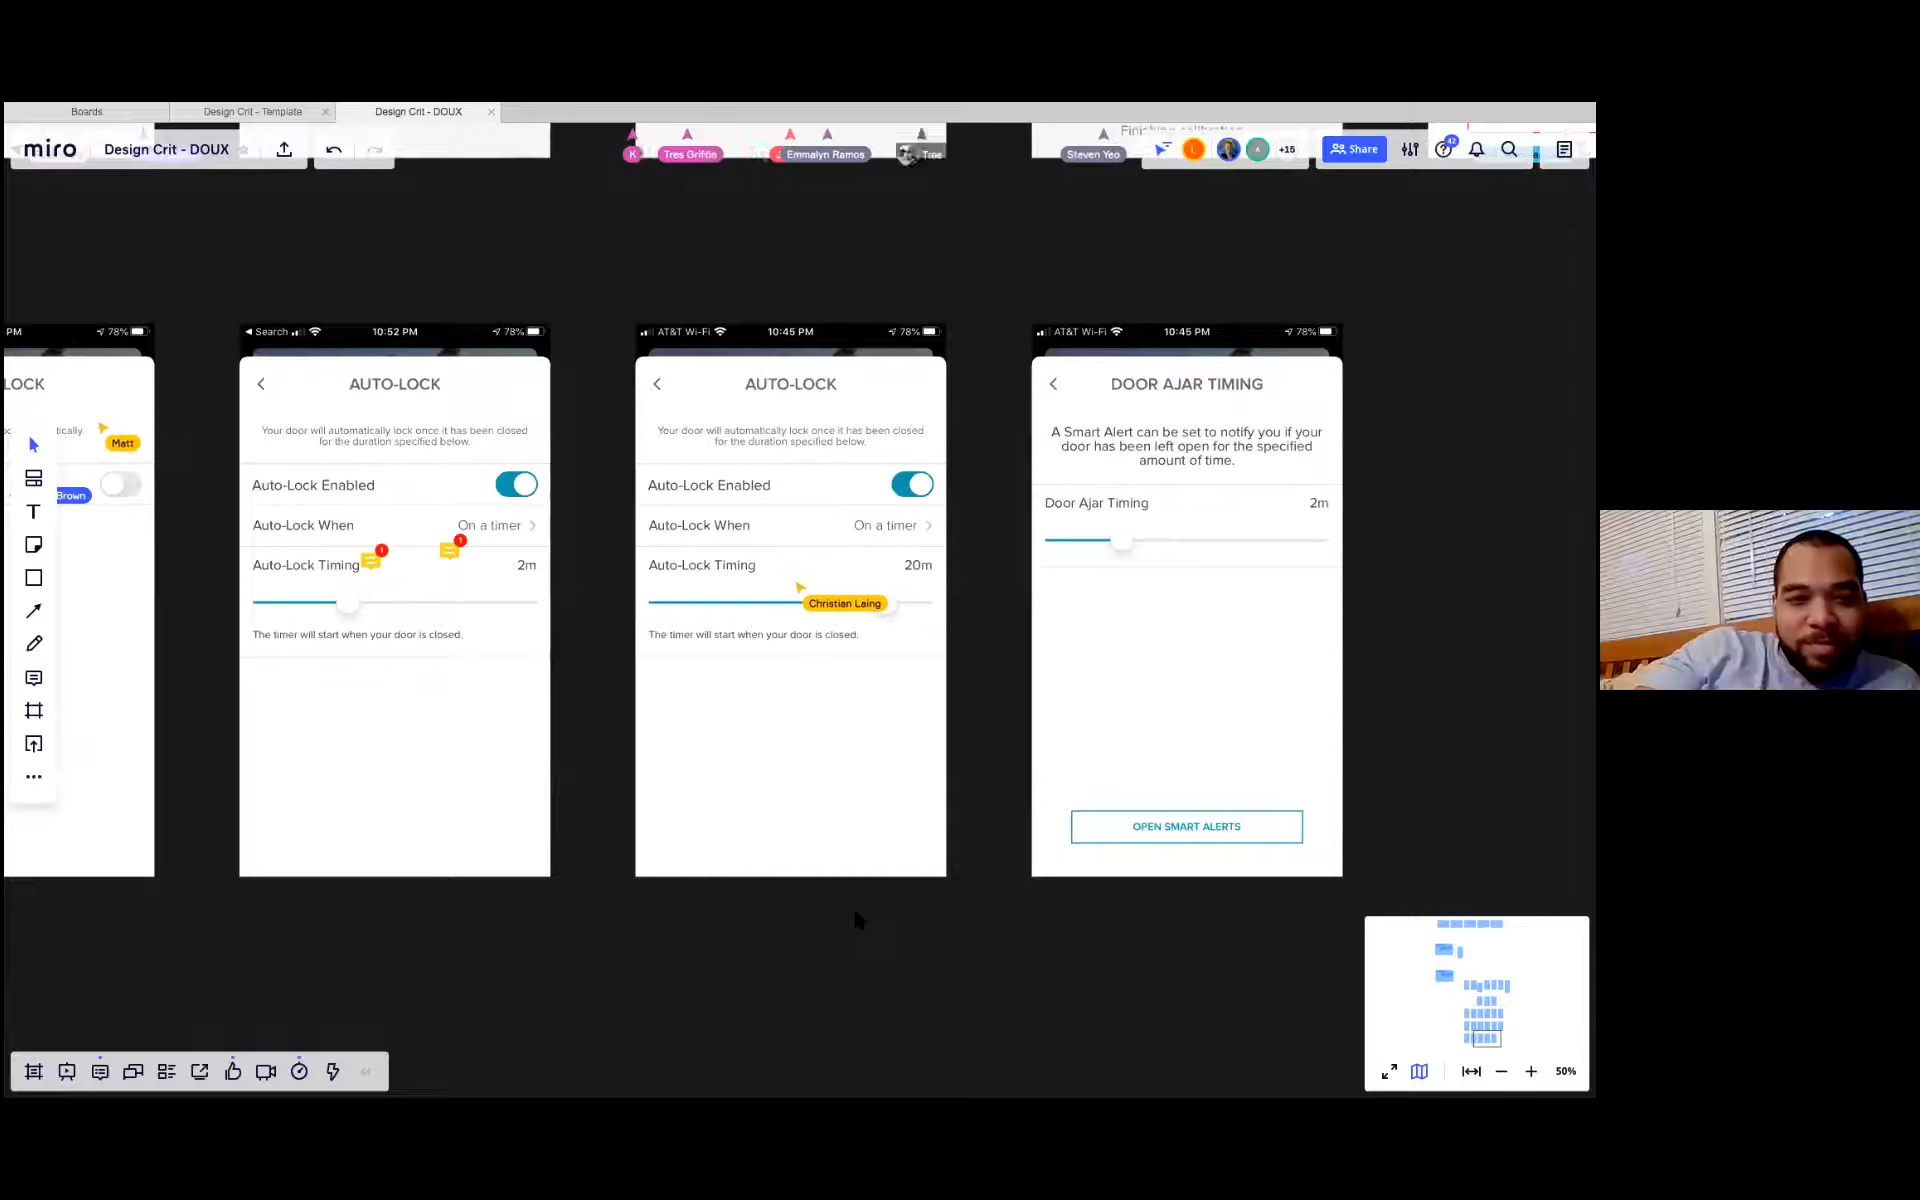 Boards
Design Crit - Template
Design Crit - DOUX
miro
Design Crit - DOUX
K
Tres Griffin
Emmalyn Ramos
Tres
Steven Yeo
L
A
+15
Share
42
PM
78%
Search
10:52 PM
78%
AT&T Wi-Fi
10:45 PM
78%
AT&T Wi-Fi
10:45 PM
78%
LOCK
tically
Matt
Brown
AUTO-LOCK
Your door will automatically lock once it has been closed
for the duration specified below.
Auto-Lock Enabled
Auto-Lock When
On a timer
1
1
Auto-Lock Timing
2m
The timer will start when your door is closed.
AUTO-LOCK
Your door will automatically lock once it has been closed
for the duration specified below.
Auto-Lock Enabled
Auto-Lock When
On a timer
Auto-Lock Timing
20m
Christian Laing
The timer will start when your door is closed.
DOOR AJAR TIMING
A Smart Alert can be set to notify you if your
door has been left open for the specified
amount of time.
Door Ajar Timing
2m
OPEN SMART ALERTS
50%